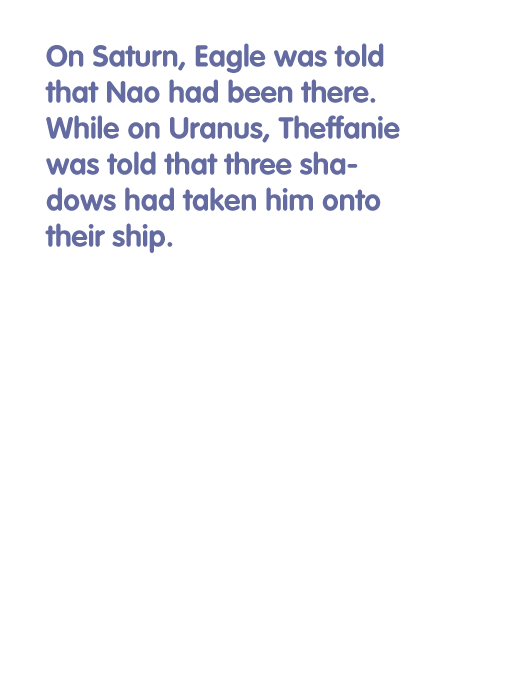 On Saturn, Eagle was told
that Nao had been there.
While on Uranus, Theffanie
was told that three sha-
dows had taken him onto
their ship.